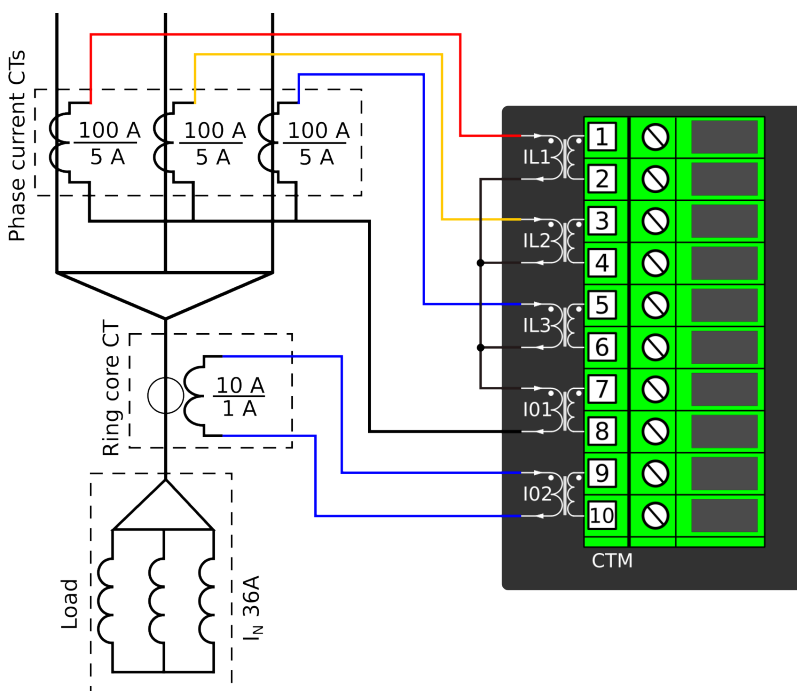 Phase current CTs
100 A
5 A
100 A
5 A
100 A
5 A
IL1
IL2
IL3
I01
I02
1
2
3
4
5
6
7
8
9
10
CTM
Ring core CT
10 A
1 A
Load
I_N 36A